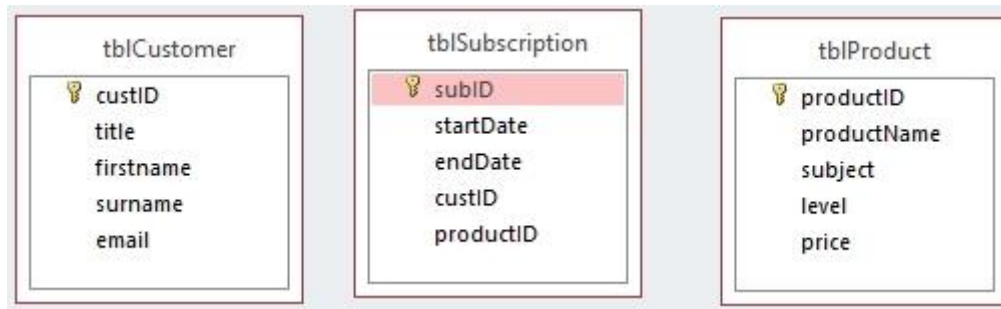 tblCustomer
custID
title
firstname
surname
email
tblSubscription
subID
startDate
endDate
custID
productID
tblProduct
productID
productName
subject
level
price